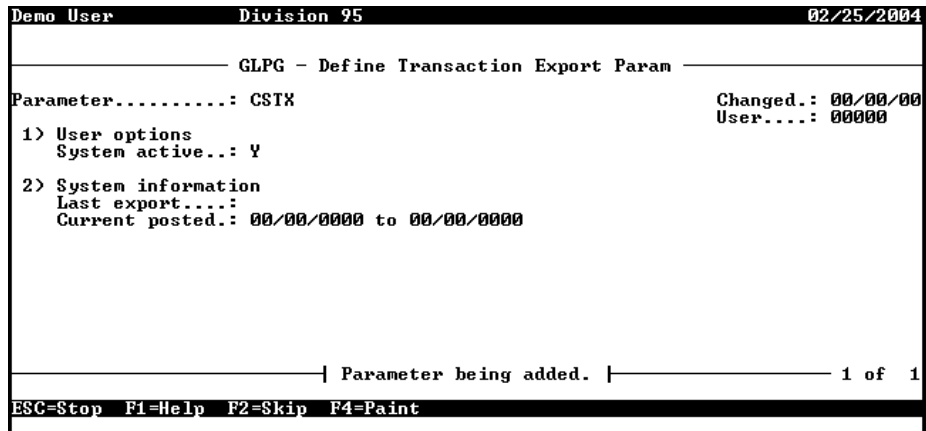 Demo User Division 95 02/25/2004
GLPG - Define Transaction Export Param
Parameter..........: CSTX Changed.: 00/00/00
User....: 00000
1) User options
System active..: Y
2) System information
Last export....:
Current posted.: 00/00/0000 to 00/00/0000
Parameter being added. 1 of 1
ESC=Stop F1=Help F2=Skip F4=Paint